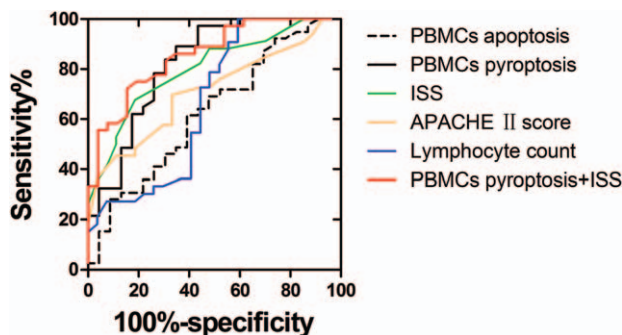 Sensitivity%
100
80
60
40
20
0
0 20 40 60 80 100
100%-specificity
PBMCs apoptosis
PBMCs pyroptosis
ISS
APACHE II score
Lymphocyte count
PBMCs pyroptosis+ISS